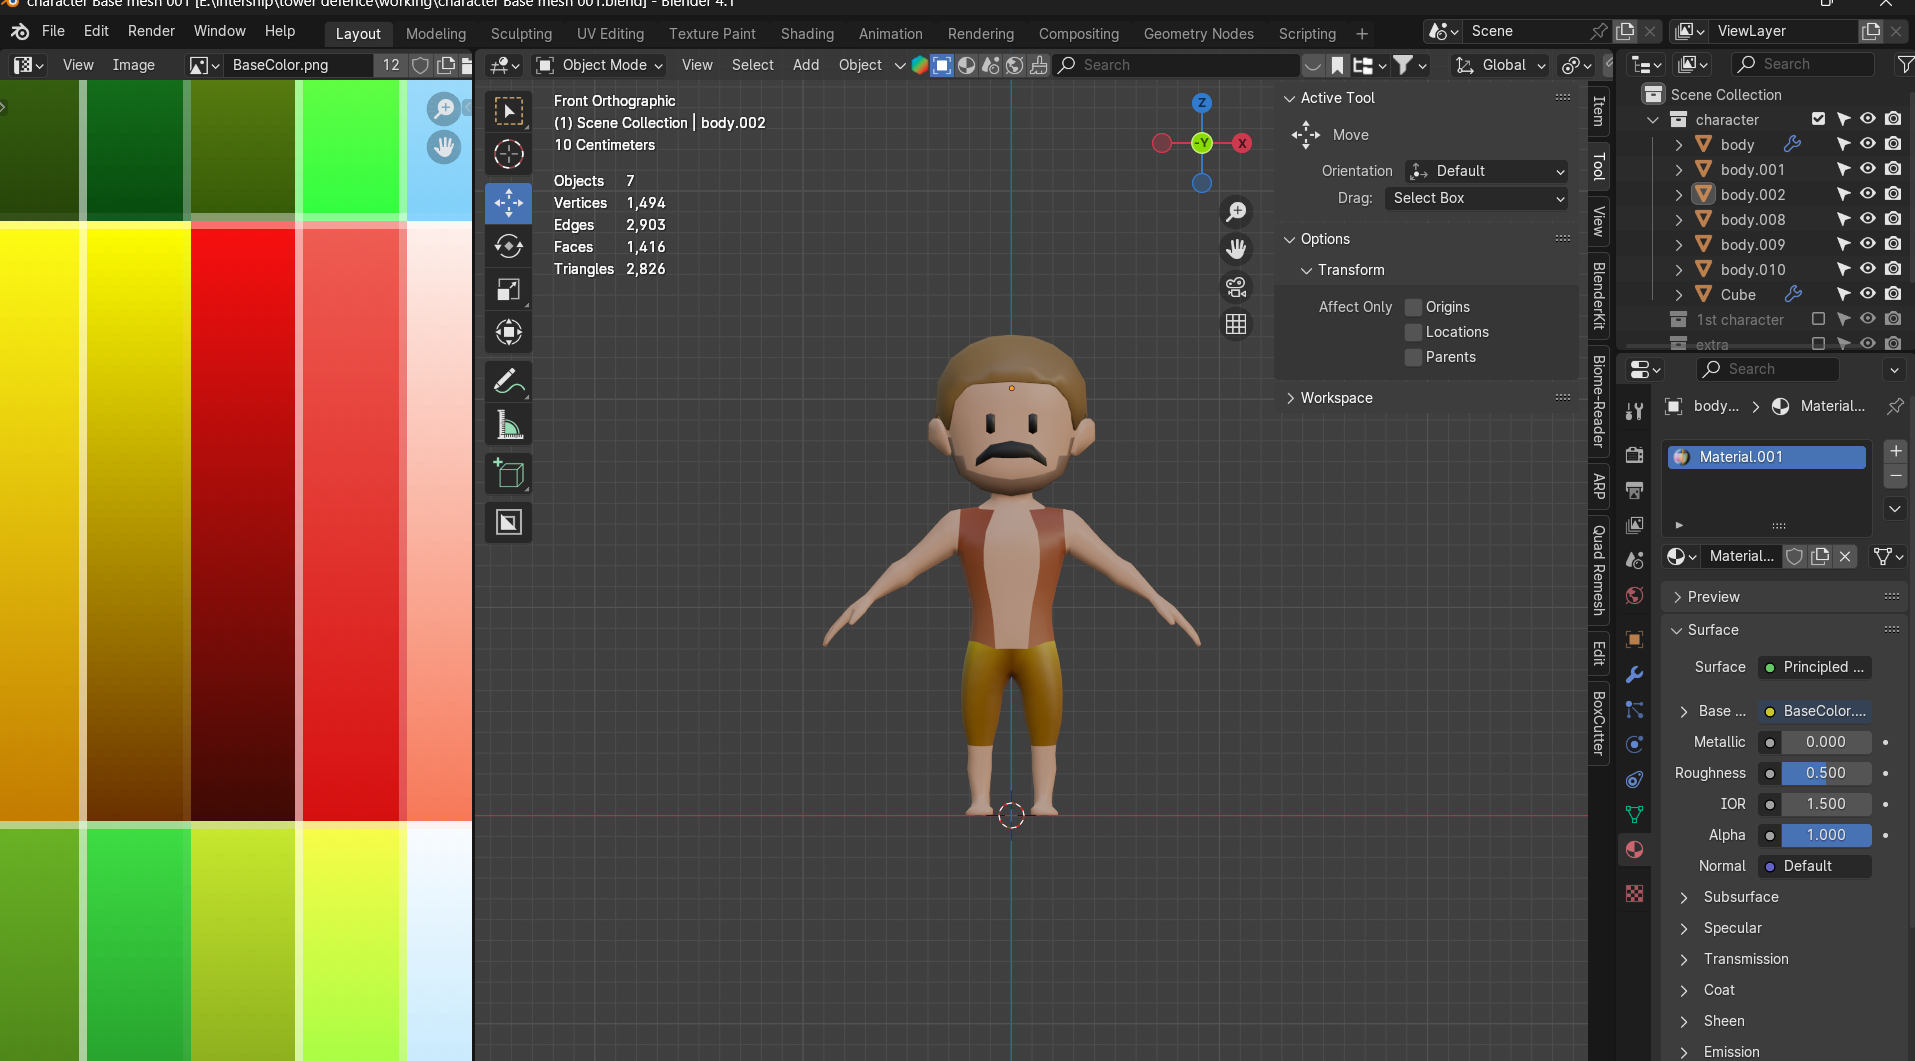 character Base mesh 001 [E:\intership\tower defence\working\character Base mesh 001.blend] - Blender 4.1
File Edit Render Window Help
Layout Modeling Sculpting UV Editing Texture Paint Shading Animation Rendering Compositing Geometry Nodes Scripting +
Scene
ViewLayer
View Image BaseColor.png 12
Object Mode View Select Add Object Search Global
Search
Front Orthographic
(1) Scene Collection | body.002
10 Centimeters
Objects 7
Vertices 1,494
Edges 2,903
Faces 1,416
Triangles 2,826
Z
-Y
X
Active Tool
Move
Orientation Default
Drag: Select Box
Options
Transform
Affect Only Origins
Locations
Parents
Workspace
Item
Tool
View
BlenderKit
Biome-Reader
ARP
Quad Remesh
Edit
BoxCutter
Scene Collection
character
body
body.001
body.002
body.008
body.009
body.010
Cube
1st character
extra
Search
body... Material...
Material.001
Material...
Preview
Surface
Surface Principled ...
Base ... BaseColor....
Metallic 0.000
Roughness 0.500
IOR 1.500
Alpha 1.000
Normal Default
Subsurface
Specular
Transmission
Coat
Sheen
Emission